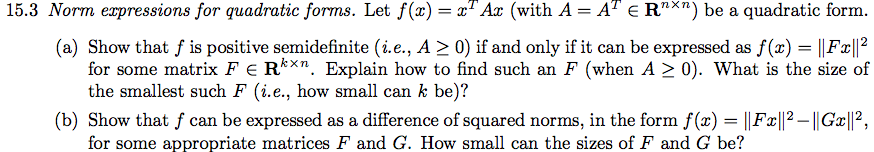 15.3 Norm expressions for quadratic forms. Let f(x) = xᵀAx (with A = Aᵀ ∈ Rⁿˣⁿ) be a quadratic form.
(a) Show that f is positive semidefinite (i.e., A ≥ 0) if and only if it can be expressed as f(x) = ‖Fx‖²
for some matrix F ∈ Rᵏˣⁿ. Explain how to find such an F (when A ≥ 0). What is the size of
the smallest such F (i.e., how small can k be)?
(b) Show that f can be expressed as a difference of squared norms, in the form f(x) = ‖Fx‖² − ‖Gx‖²,
for some appropriate matrices F and G. How small can the sizes of F and G be?